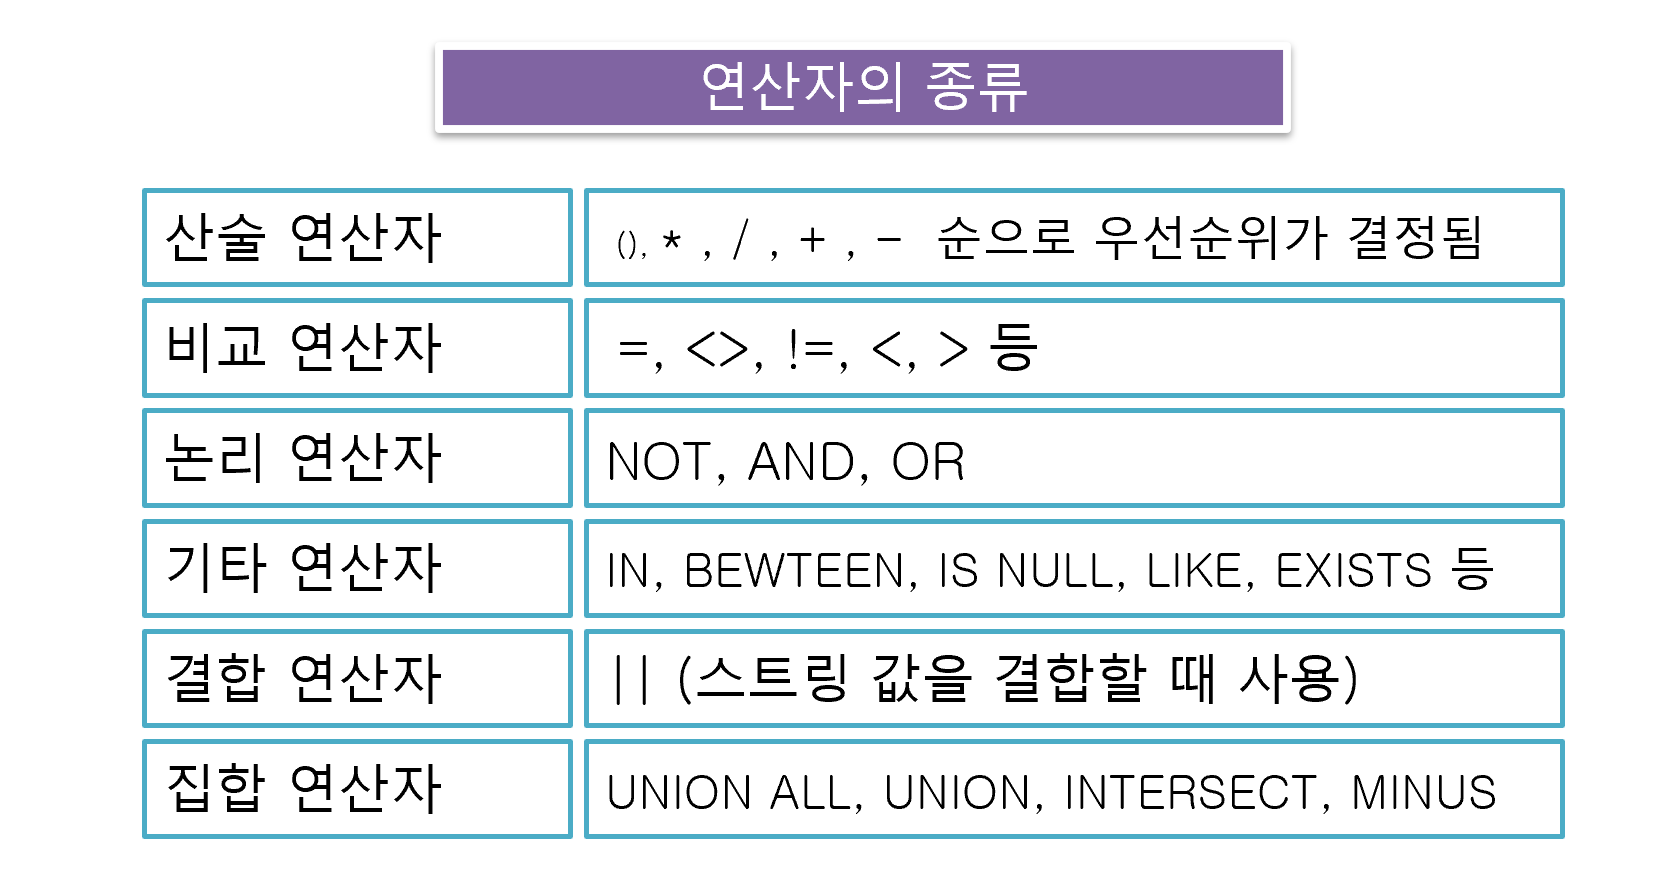 연산자의 종류
산술 연산자
(), * , / , + , - 순으로 우선순위가 결정됨
비교 연산자
=, <>, !=, <, > 등
논리 연산자
NOT, AND, OR
기타 연산자
IN, BEWTEEN, IS NULL, LIKE, EXISTS 등
결합 연산자
|| (스트링 값을 결합할 때 사용)
집합 연산자
UNION ALL, UNION, INTERSECT, MINUS